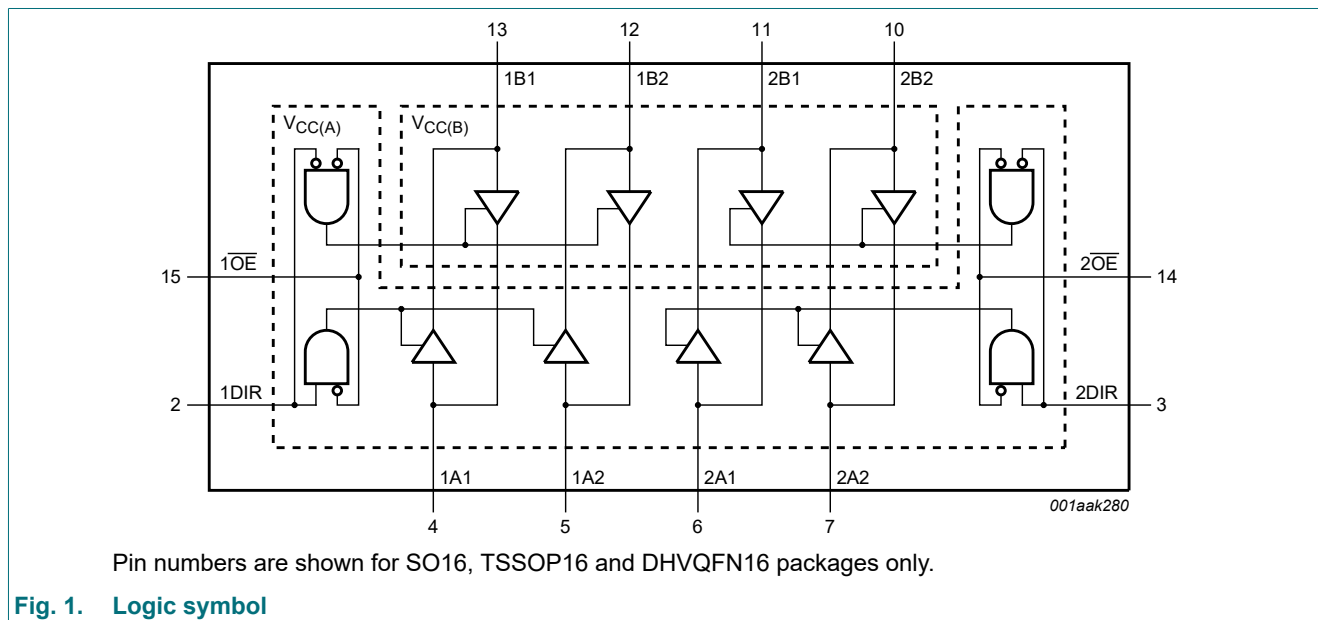 13 12 11 10
1B1 1B2 2B1 2B2
VCC(A) VCC(B)
15 1O̅E̅ 2O̅E̅ 14
2 1DIR 2DIR 3
1A1 1A2 2A1 2A2
001aak280
4 5 6 7
Pin numbers are shown for SO16, TSSOP16 and DHVQFN16 packages only.
Fig. 1. Logic symbol